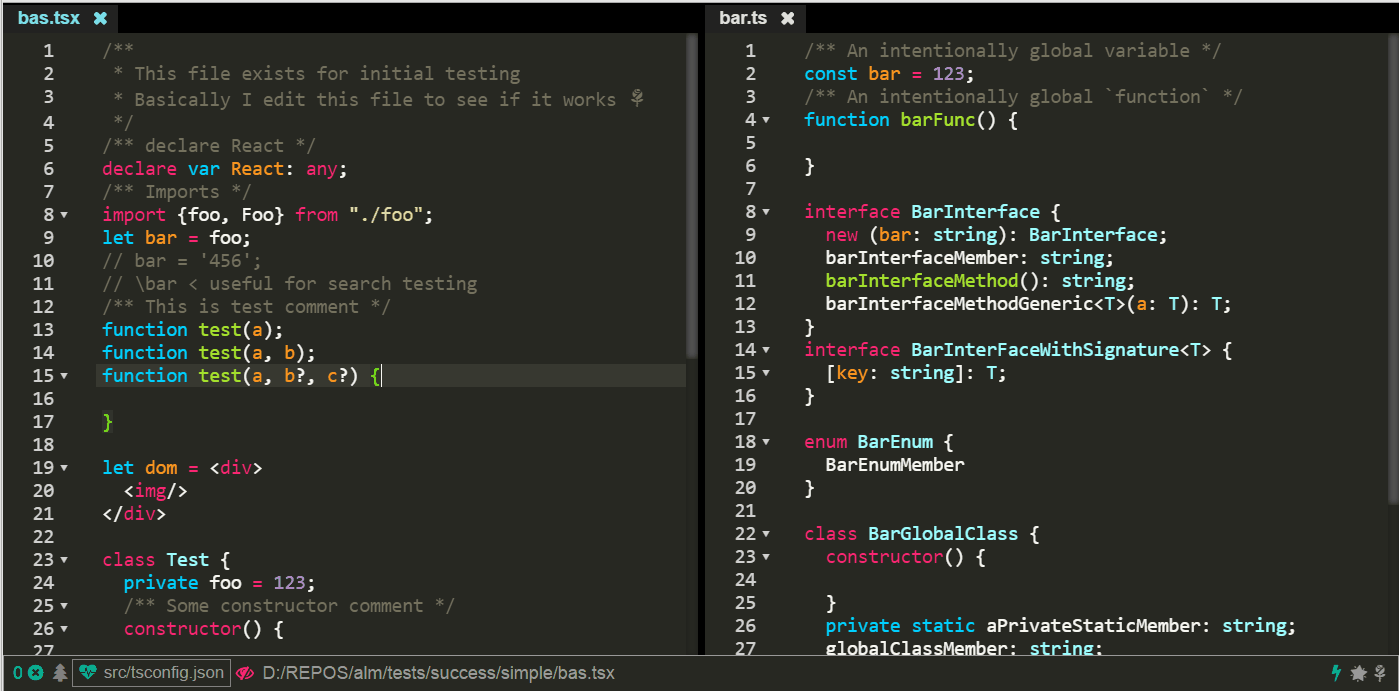 bas.tsx ✖
1 /**
2  * This file exists for initial testing
3  * Basically I edit this file to see if it works 🌹
4  */
5 /** declare React */
6 declare var React: any;
7 /** Imports */
8 import {foo, Foo} from "./foo";
9 let bar = foo;
10 // bar = '456';
11 // \bar < useful for search testing
12 /** This is test comment */
13 function test(a);
14 function test(a, b);
15 function test(a, b?, c?) {
16
17 }
18
19 let dom = <div>
20   <img/>
21 </div>
22
23 class Test {
24   private foo = 123;
25   /** Some constructor comment */
26   constructor() {
27
bar.ts ✖
1 /** An intentionally global variable */
2 const bar = 123;
3 /** An intentionally global `function` */
4 function barFunc() {
5
6 }
7
8 interface BarInterface {
9   new (bar: string): BarInterface;
10   barInterfaceMember: string;
11   barInterfaceMethod(): string;
12   barInterfaceMethodGeneric<T>(a: T): T;
13 }
14 interface BarInterFaceWithSignature<T> {
15   [key: string]: T;
16 }
17
18 enum BarEnum {
19   BarEnumMember
20 }
21
22 class BarGlobalClass {
23   constructor() {
24
25   }
26   private static aPrivateStaticMember: string;
27   globalClassMember: string;
0 src/tsconfig.json D:/REPOS/alm/tests/success/simple/bas.tsx